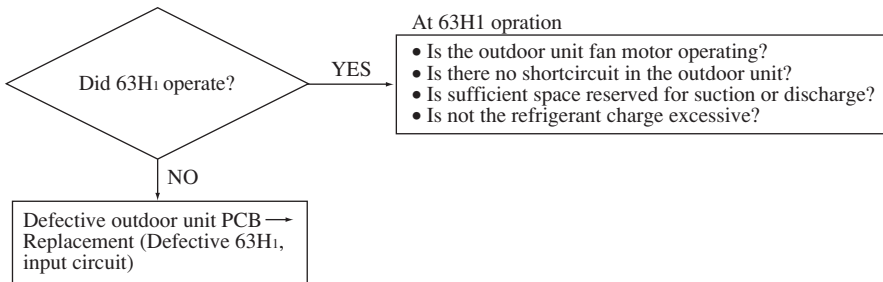 At 63H1 opration
• Is the outdoor unit fan motor operating?
• Is there no shortcircuit in the outdoor unit?
• Is sufficient space reserved for suction or discharge?
• Is not the refrigerant charge excessive?
Did 63H1 operate?
YES
NO
Defective outdoor unit PCB →
Replacement (Defective 63H1,
input circuit)